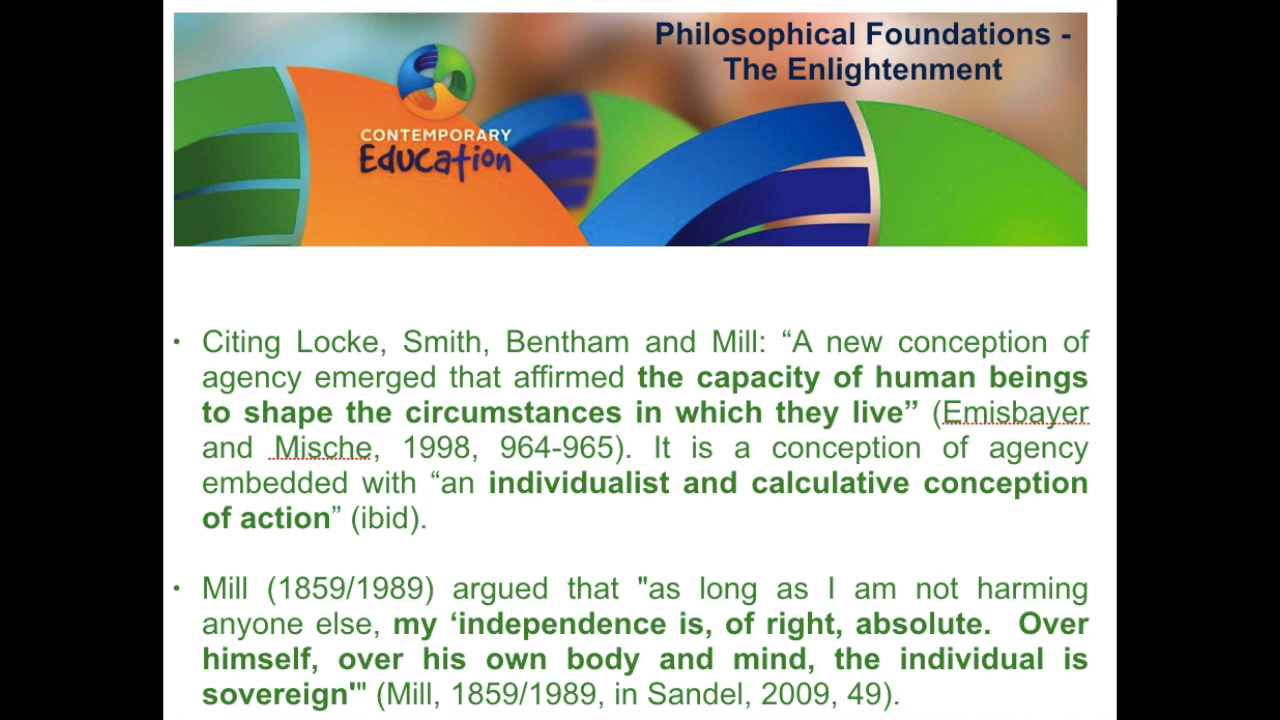 Philosophical Foundations -
The Enlightenment
CONTEMPORARY
Education
• Citing Locke, Smith, Bentham and Mill: “A new conception of
agency emerged that affirmed the capacity of human beings
to shape the circumstances in which they live” (Emisbayer
and Mische, 1998, 964-965). It is a conception of agency
embedded with “an individualist and calculative conception
of action” (ibid).
• Mill (1859/1989) argued that "as long as I am not harming
anyone else, my ‘independence is, of right, absolute. Over
himself, over his own body and mind, the individual is
sovereign'" (Mill, 1859/1989, in Sandel, 2009, 49).